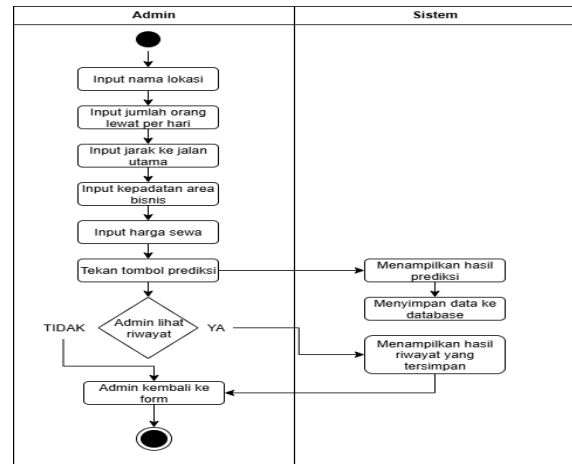 Admin
Sistem
Input nama lokasi
Input jumlah orang
lewat per hari
Input jarak ke jalan
utama
Input kepadatan area
bisnis
Input harga sewa
Tekan tombol prediksi
Menampilkan hasil
prediksi
Menyimpan data ke
database
Admin lihat
riwayat
TIDAK
YA
Menampilkan hasil
riwayat yang
tersimpan
Admin kembali ke
form